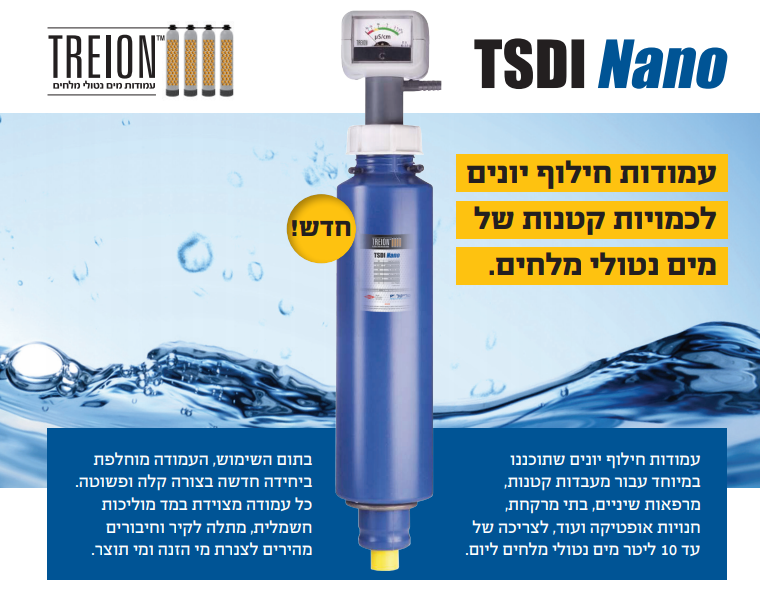 TREION™
עמודות מים נטולי מלחים
TSDI Nano
µS/cm
עמודות חילוף יונים
לכמויות קטנות של
מים נטולי מלחים.
חדש!
TREION
TSDI Nano
עמודות חילוף יונים שתוכננו
במיוחד עבור מעבדות קטנות,
מרפאות שיניים, בתי מרקחת,
חנויות אופטיקה ועוד, לצריכה של
עד 10 ליטר מים נטולי מלחים ליום.
בתום השימוש, העמודה מוחלפת
ביחידה חדשה בצורה קלה ופשוטה.
כל עמודה מצוידת במד מוליכות
חשמלית, מתלה לקיר וחיבורים
מהירים לצנרת מי הזנה ומי תוצר.